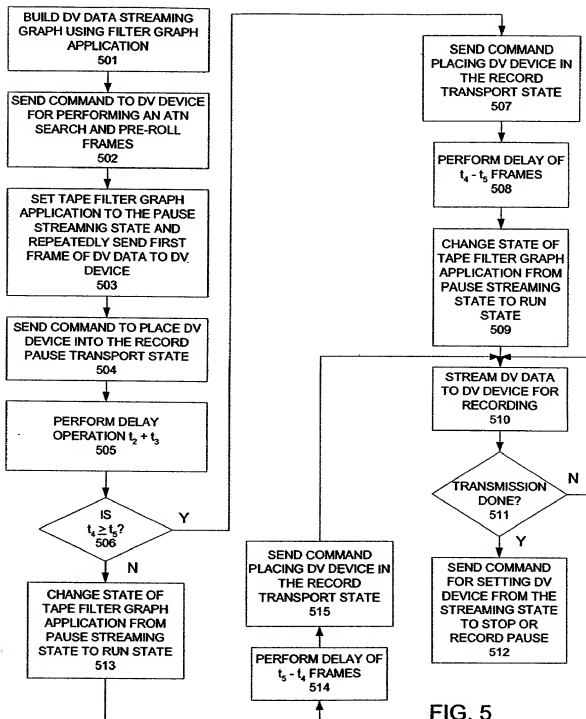 BUILD DV DATA STREAMING
GRAPH USING FILTER GRAPH
APPLICATION
501
SEND COMMAND TO DV DEVICE
FOR PERFORMING AN ATN
SEARCH AND PRE-ROLL
FRAMES
502
SET TAPE FILTER GRAPH
APPLICATION TO THE PAUSE
STREAMNIG STATE AND
REPEATEDLY SEND FIRST
FRAME OF DV DATA TO DV
DEVICE
503
SEND COMMAND TO PLACE DV
DEVICE INTO THE RECORD
PAUSE TRANSPORT STATE
504
PERFORM DELAY
OPERATION t₂ + t₃
505
IS
t₄ ≥ t₅?
506
Y
N
CHANGE STATE OF
TAPE FILTER GRAPH
APPLICATION FROM
PAUSE STREAMING
STATE TO RUN STATE
513
SEND COMMAND
PLACING DV DEVICE IN
THE RECORD
TRANSPORT STATE
515
PERFORM DELAY OF
t₅ - t₄ FRAMES
514
SEND COMMAND
PLACING DV DEVICE IN
THE RECORD
TRANSPORT STATE
507
PERFORM DELAY OF
t₄ - t₅ FRAMES
508
CHANGE STATE OF
TAPE FILTER GRAPH
APPLICATION FROM
PAUSE STREAMING
STATE TO RUN
STATE
509
STREAM DV DATA
TO DV DEVICE FOR
RECORDING
510
TRANSMISSION
DONE?
511
N
Y
SEND COMMAND
FOR SETTING DV
DEVICE FROM THE
STREAMING STATE
TO STOP OR
RECORD PAUSE
512
FIG. 5